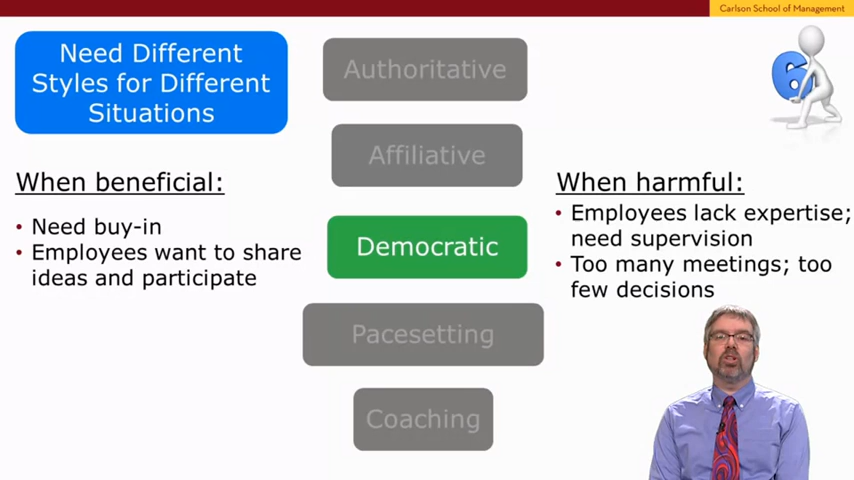 Carlson School of Management
Need Different
Styles for Different
Situations
Authoritative
6
Affiliative
When beneficial:
• Need buy-in
• Employees want to share
ideas and participate
Democratic
When harmful:
• Employees lack expertise;
need supervision
• Too many meetings; too
few decisions
Pacesetting
Coaching